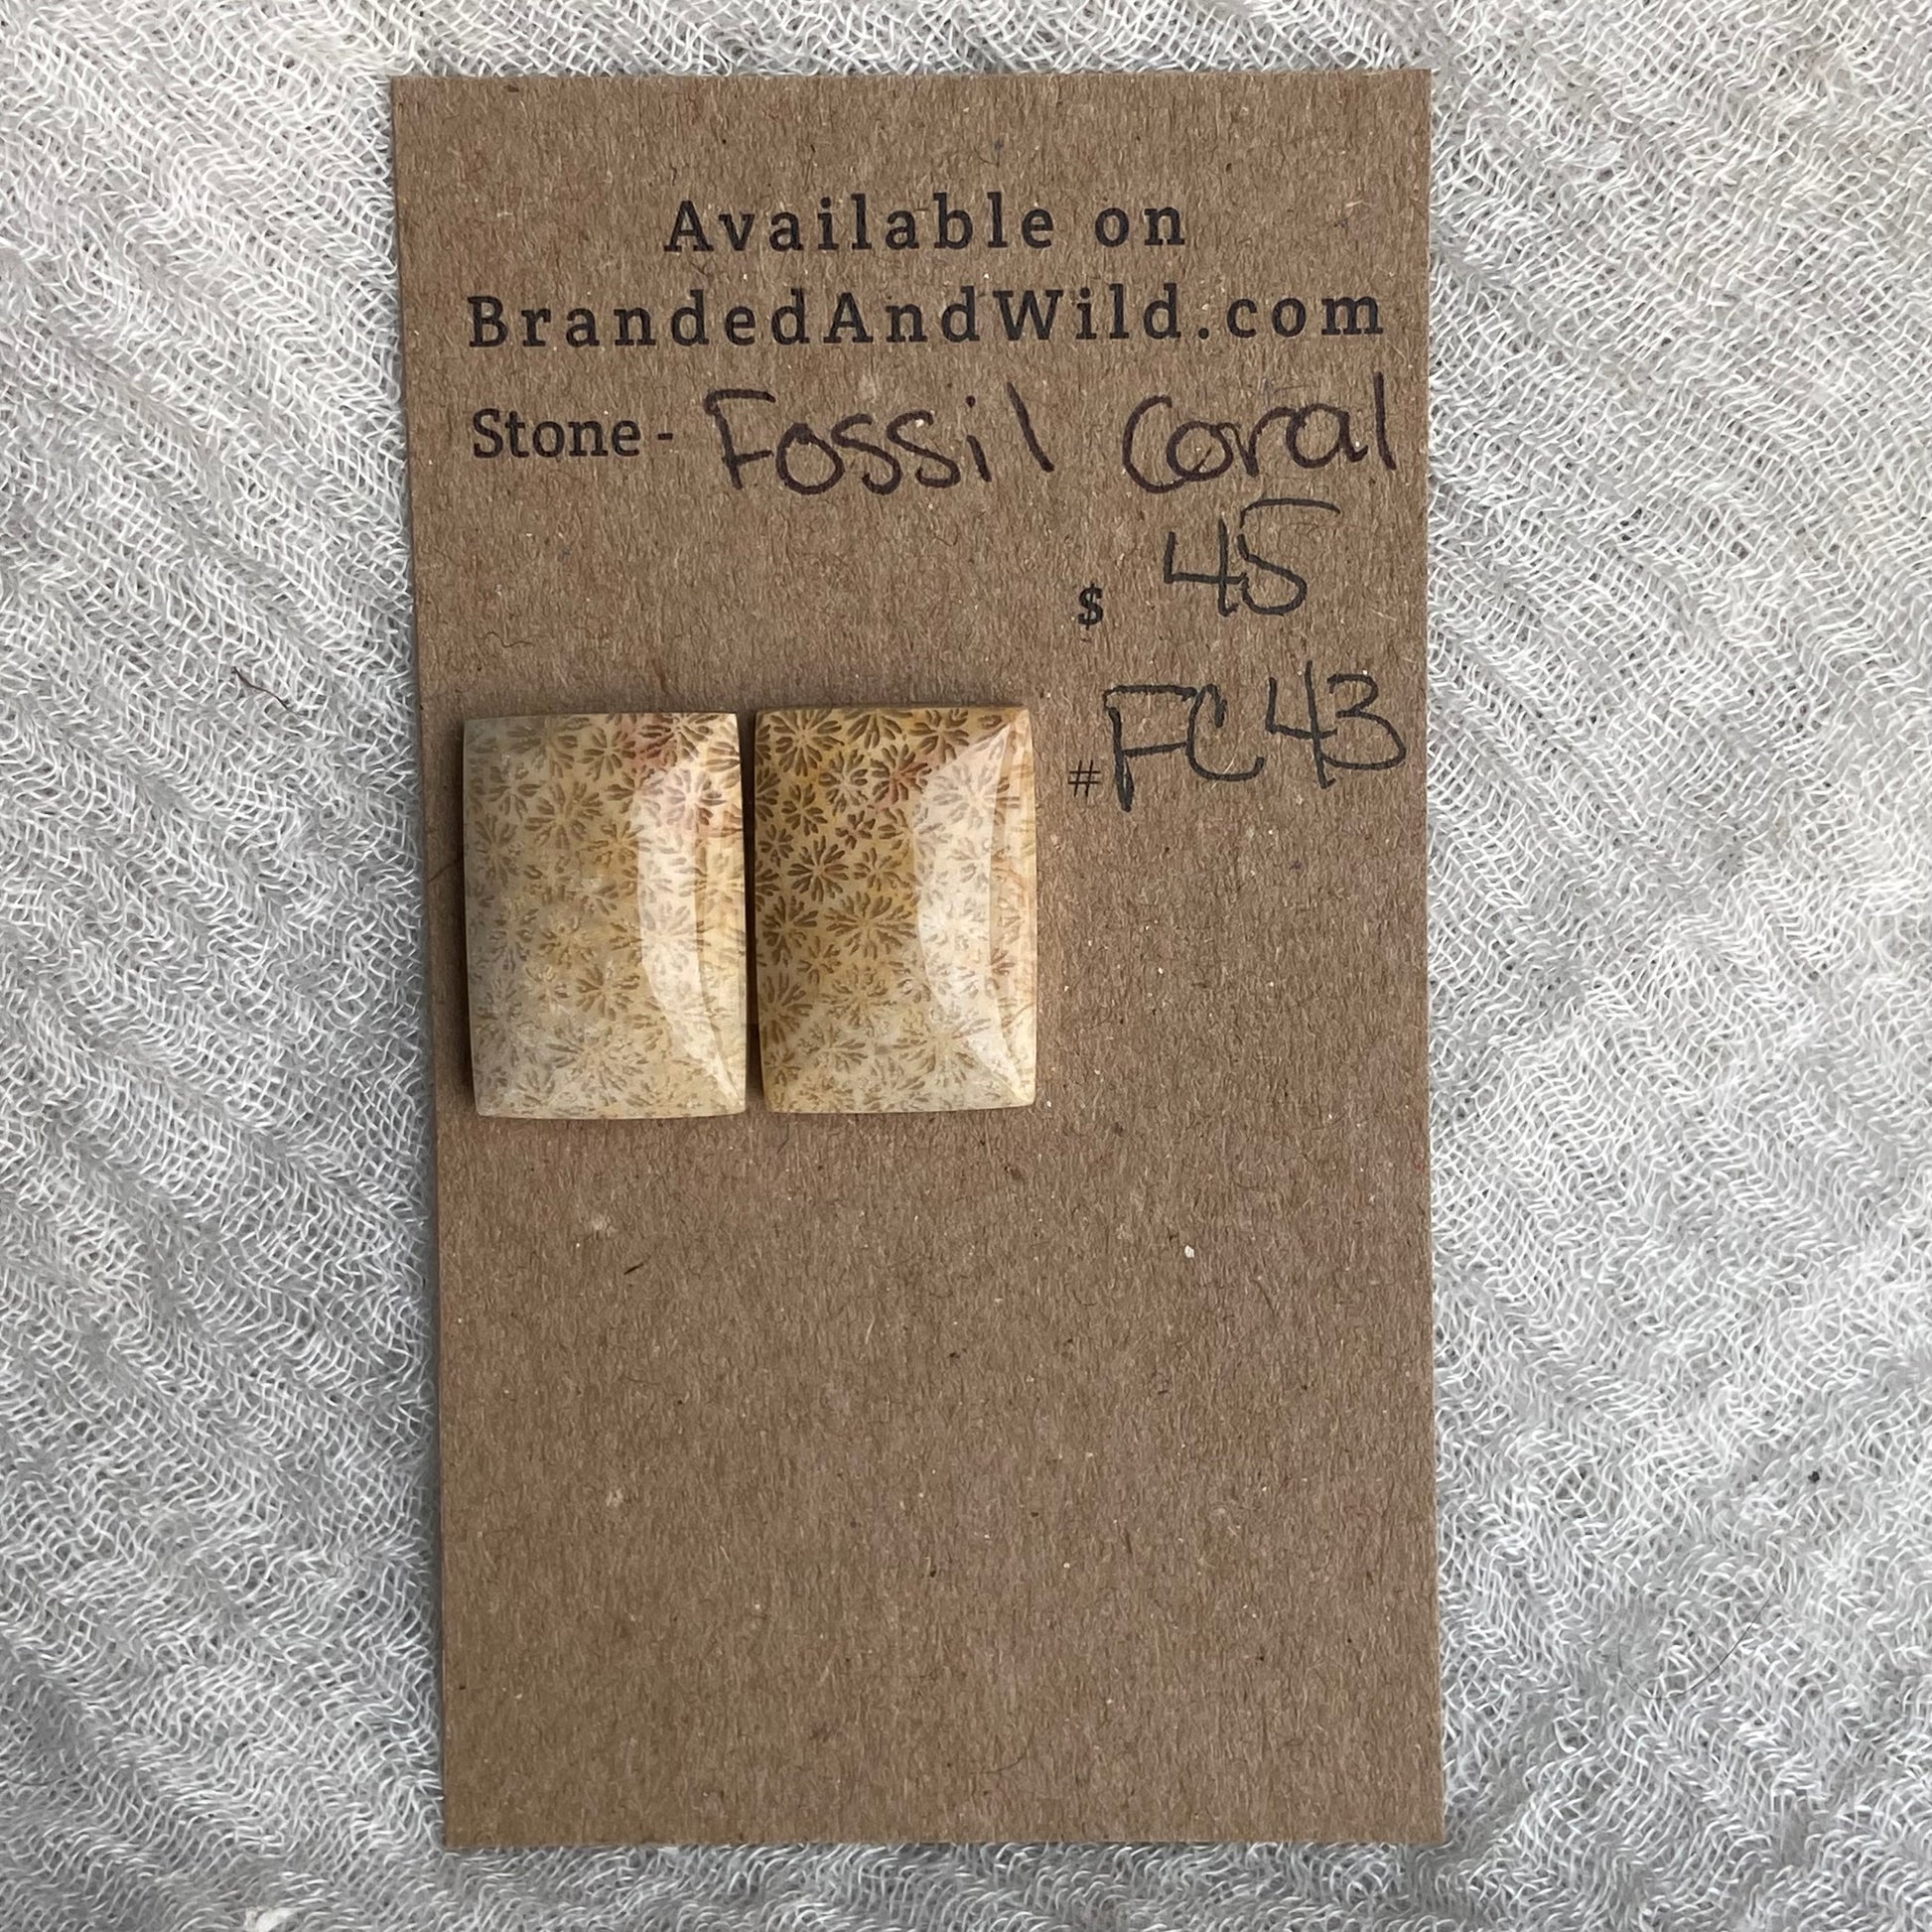 Available on
BrandedAndWild.com
Stone - Fossil Coral
$ 45
# FC43